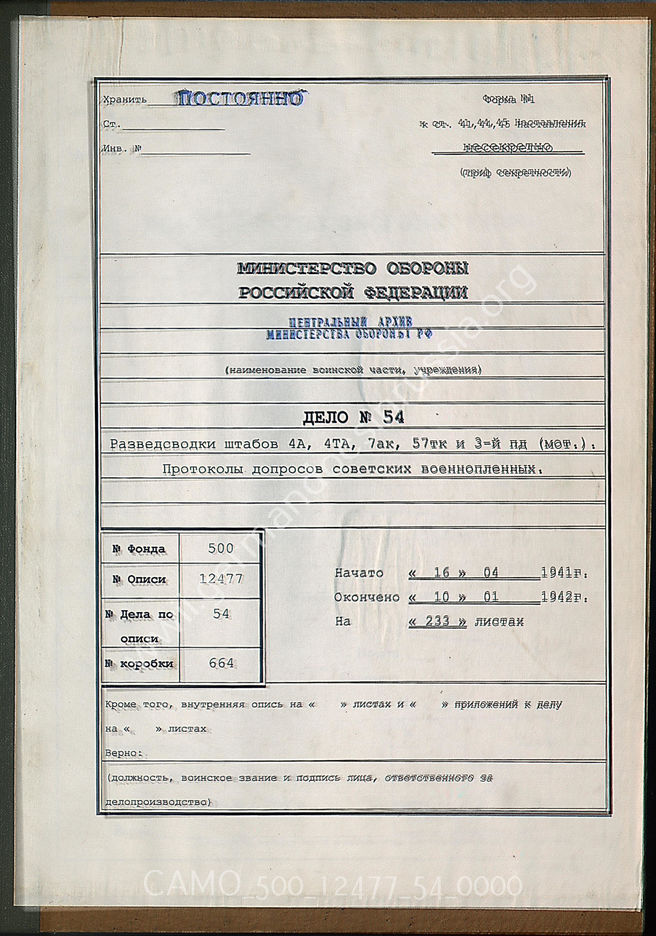 Хранить ПОСТОЯННО
Форма №1
Ст.
к ст. 41,44,45 Наставления
Инв. №
несекретно
(гриф секретности)
МИНИСТЕРСТВО ОБОРОНЫ
РОССИЙСКОЙ ФЕДЕРАЦИИ
ЦЕНТРАЛЬНЫЙ АРХИВ
МИНИСТЕРСТВА ОБОРОНЫ РФ
(наименование воинской части, учреждения)
ДЕЛО № 54
Разведсводки штабов 4А, 4ТА, 7ак, 57тк и 3-й пд (мот.).
Протоколы допросов советских военнопленных.
№ Фонда 500
№ Описи 12477
№ Дела по описи 54
№ коробки 664
Начато « 16 » 04 1941г.
Окончено « 10 » 01 1942г.
На « 233 » листах
Кроме того, внутренняя опись на « » листах и « » приложений к делу
на « » листах
Верно:
(должность, воинское звание и подпись лица, ответственного за
делопроизводство)
www.germandocsinrussia.org
CAMO_500_12477_54_0000